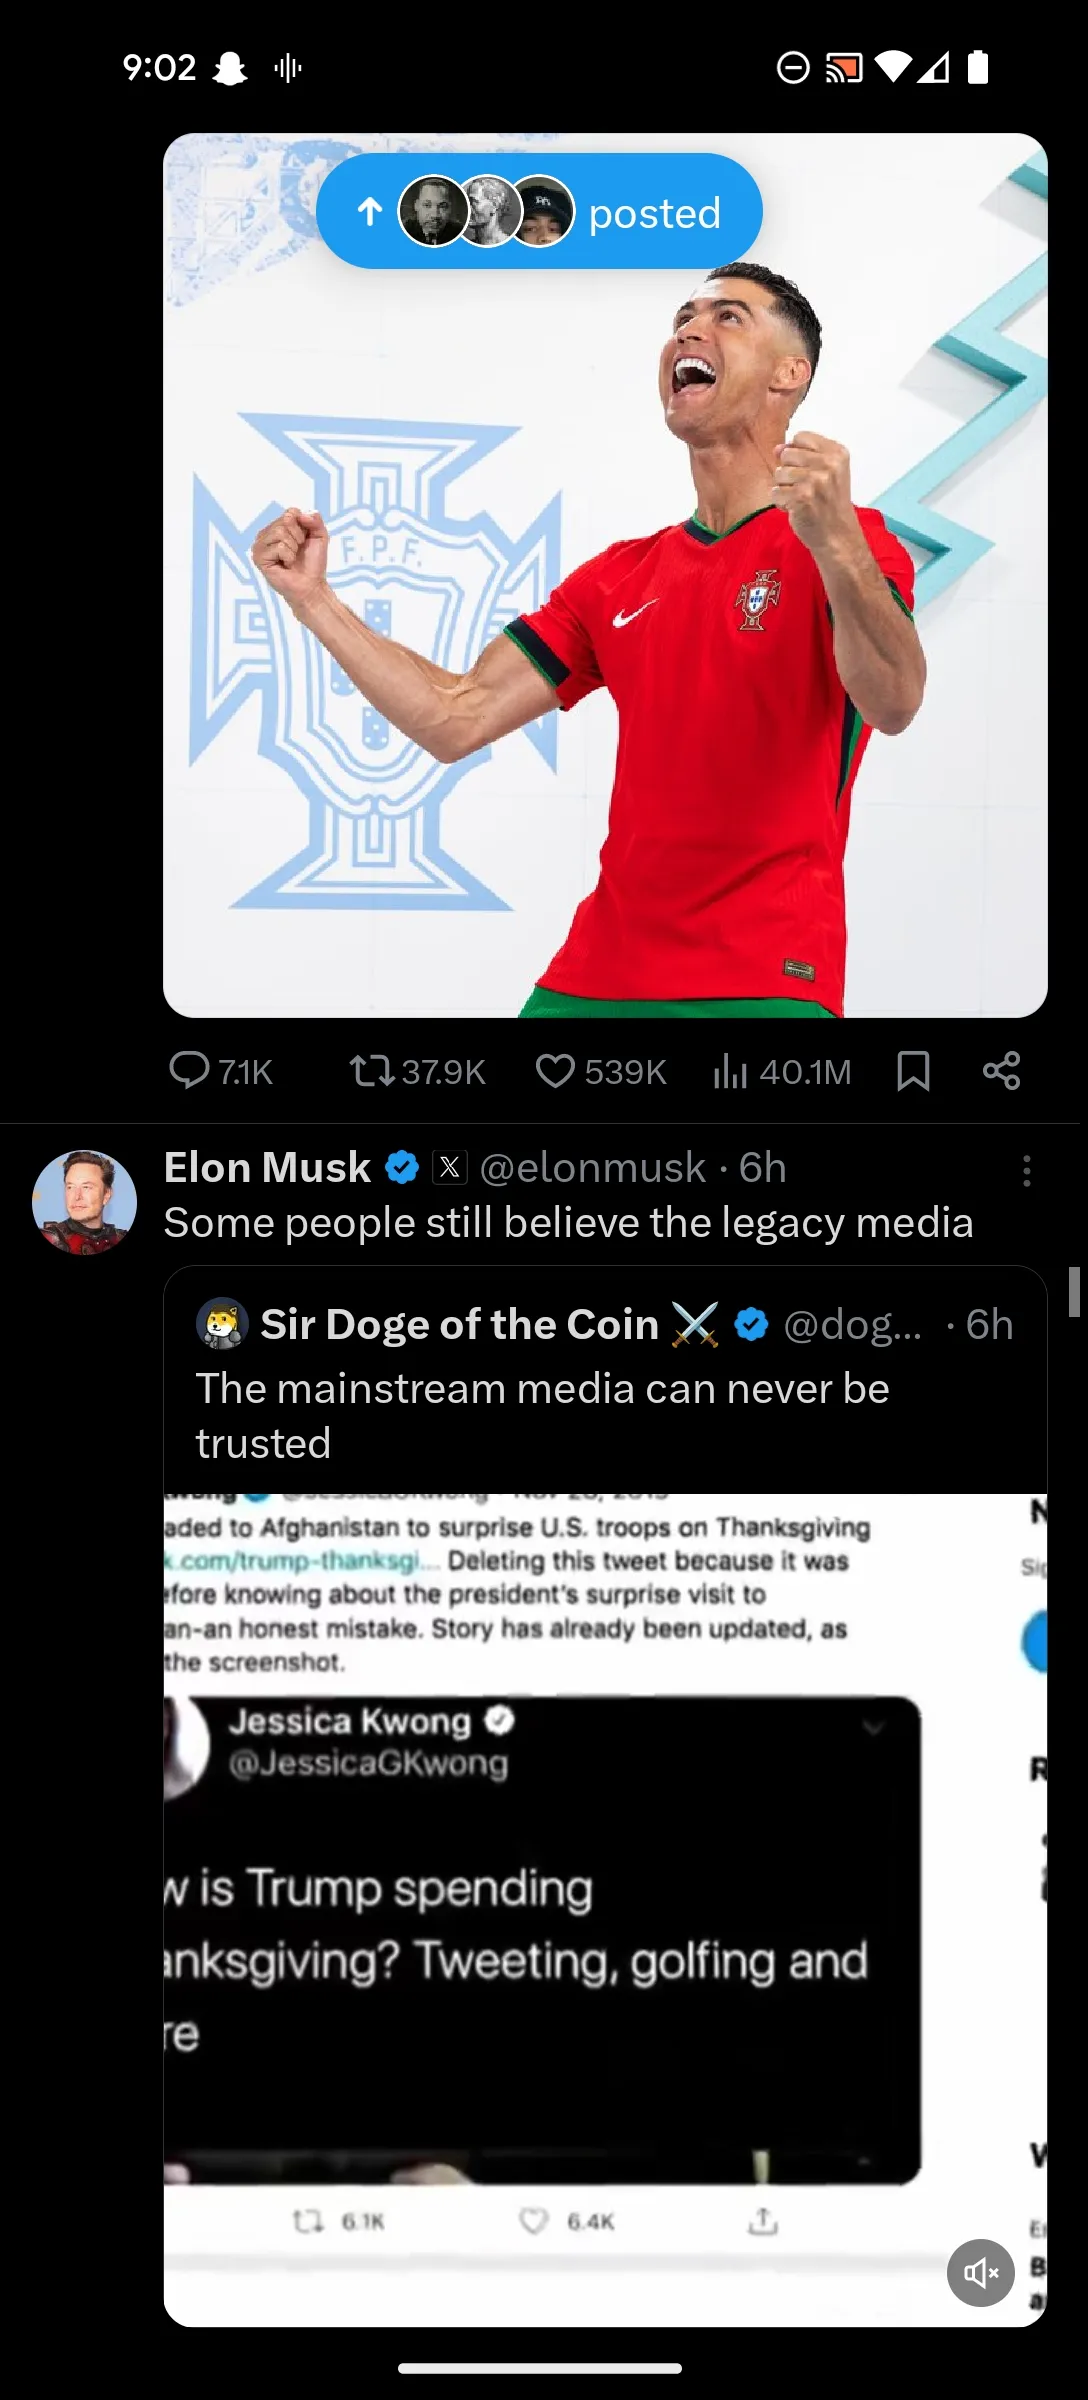 9:02
posted
F.P.F.
7.1K 37.9K 539K 40.1M
Elon Musk X @elonmusk · 6h
Some people still believe the legacy media
Sir Doge of the Coin ⚔️ @dog... · 6h
The mainstream media can never be
trusted
aded to Afghanistan to surprise U.S. troops on Thanksgiving
k.com/trump-thanksgi.... Deleting this tweet because it was
efore knowing about the president's surprise visit to
an-an honest mistake. Story has already been updated, as
the screenshot.
Jessica Kwong
@JessicaGKwong
w is Trump spending
anksgiving? Tweeting, golfing and
re
6.1K 6.4K